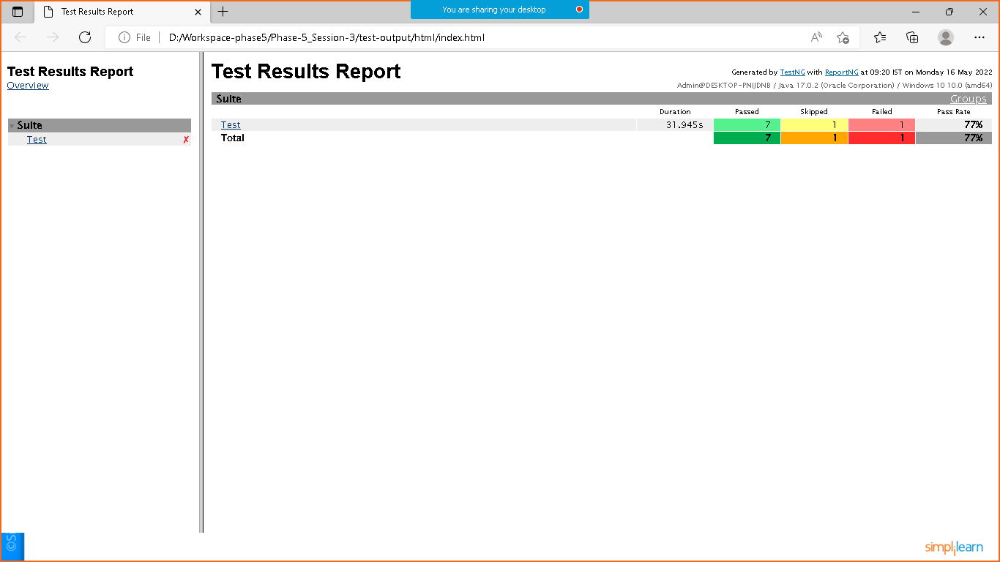 Test Results Report
You are sharing your desktop
File
D:/Workspace-phase5/Phase-5_Session-3/test-output/html/index.html
Test Results Report
Overview
Suite
Test ✗
Test Results Report
Generated by TestNG with ReportNG at 09:20 IST on Monday 16 May 2022
Admin@DESKTOP-PNIJDNB / Java 17.0.2 (Oracle Corporation) / Windows 10 10.0 (amd64)
Suite Groups
Duration Passed Skipped Failed Pass Rate
Test 31.945s 7 1 1 77%
Total 7 1 1 77%
©S
simplilearn